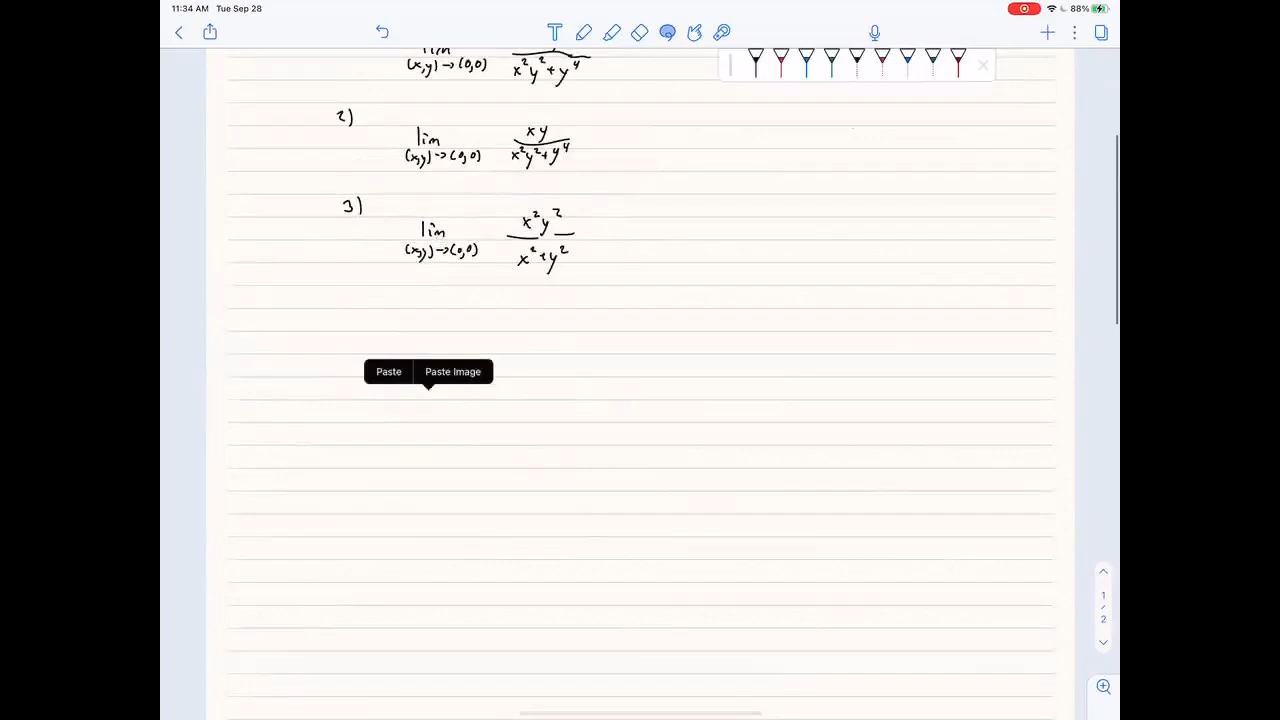 11:34 AM Tue Sep 28
88%
(x,y) → (0,0) x²y² + y⁴
2)
lim xy
(x,y) → (0,0) x²y² + y⁴
3)
lim x²y²
(x,y) → (0,0) x² + y²
Paste Paste Image
1
/
2